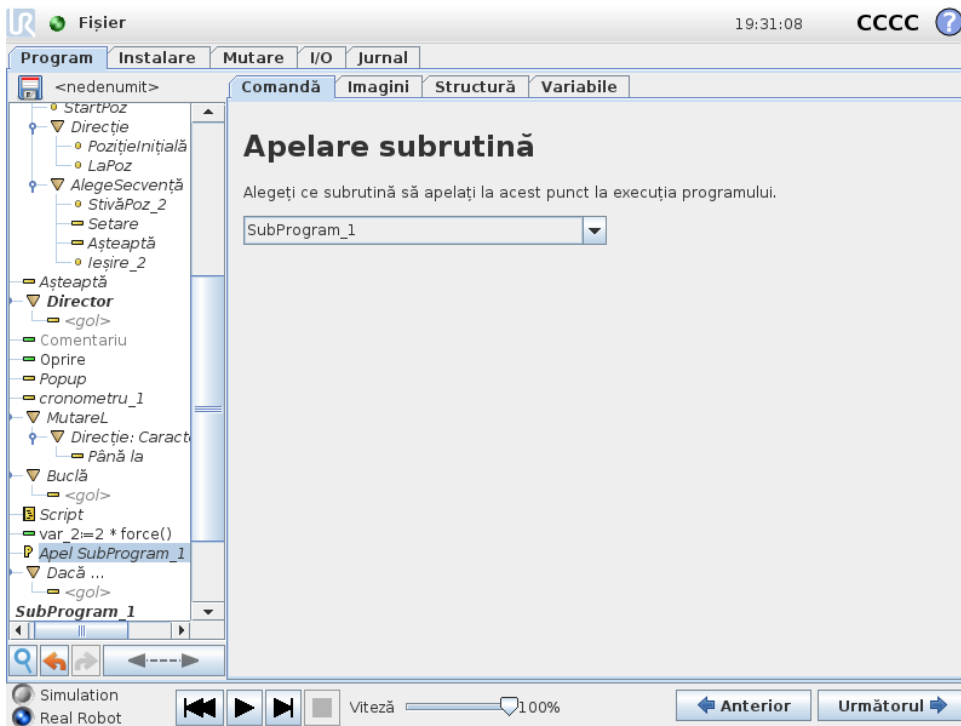 UR Fișier 19:31:08 CCCC ?
Program Instalare Mutare I/O Jurnal
<nedenumit> Comandă Imagini Structură Variabile
StartPoz
Direcție
PozițieInițială
LaPoz
AlegeSecvență
StivăPoz_2
Setare
Așteaptă
Ieșire_2
Așteaptă
Director
<gol>
Comentariu
Oprire
Popup
cronometru_1
MutareL
Direcție: Caract
Până la
Buclă
<gol>
Script
var_2:=2 * force()
Apel SubProgram_1
Dacă ...
<gol>
SubProgram_1
Apelare subrutină
Alegeți ce subrutină să apelați la acest punct la execuția programului.
SubProgram_1
Simulation
Real Robot
Viteză 100%
Anterior Următorul